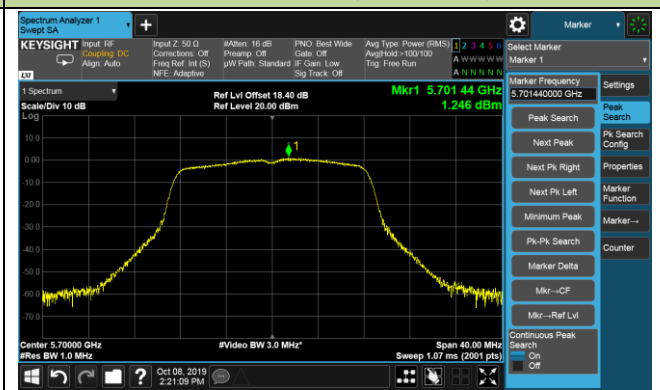 Spectrum Analyzer 1
Swept SA
+
Marker
KEYSIGHT
Input: RF
Coupling: DC
Align: Auto
Input Z: 50 Ω
Corrections: Off
Freq Ref: Int (S)
NFE: Adaptive
#Atten: 16 dB
Preamp: Off
µW Path: Standard
PNO: Best Wide
Gate: Off
IF Gain: Low
Sig Track: Off
Avg Type: Power (RMS)
Avg|Hold:>100/100
Trig: Free Run
1 2 3 4 5 6
A W W W W W
A N N N N N
LXI
Select Marker
Marker 1
1 Spectrum
Scale/Div 10 dB
Log
Ref Lvl Offset 18.40 dB
Ref Level 20.00 dBm
Mkr1 5.701 44 GHz
1.246 dBm
10.0
0.00
-10.0
-20.0
-30.0
-40.0
-50.0
-60.0
-70.0
1
Center 5.70000 GHz
#Res BW 1.0 MHz
#Video BW 3.0 MHz*
Span 40.00 MHz
Sweep 1.07 ms (2001 pts)
Marker Frequency
5.701440000 GHz
Peak Search
Next Peak
Next Pk Right
Next Pk Left
Minimum Peak
Pk-Pk Search
Marker Delta
Mkr→CF
Mkr→Ref Lvl
Continuous Peak
Search
On
Off
Settings
Peak
Search
Pk Search
Config
Properties
Marker
Function
Marker→
Counter
?
Oct 08, 2019
2:21:09 PM